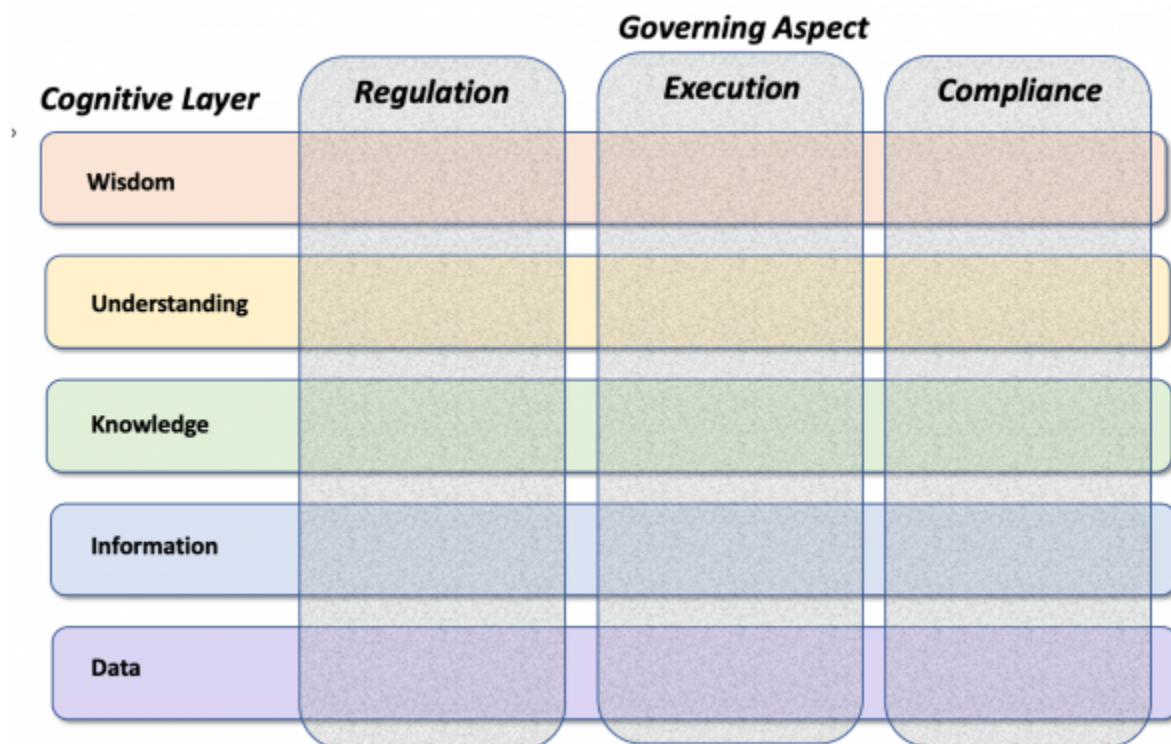 Governing Aspect
Cognitive Layer
Regulation
Execution
Compliance
Wisdom
Understanding
Knowledge
Information
Data